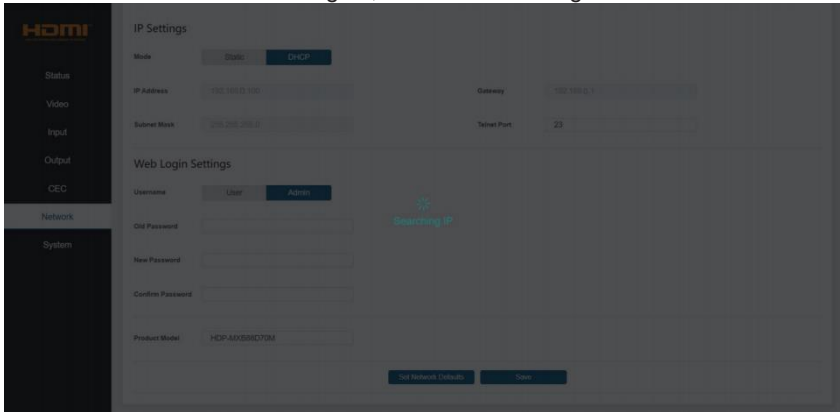 HDMI
IP Settings
Mode Static DHCP
Status
IP Address Gateway
Video
Subnet Mask Telnet Port 23
Input
Output
Web Login Settings
CEC
Username User Admin
Network
Searching IP
Old Password
System
New Password
Confirm Password
Product Model
Set Network Defaults Save